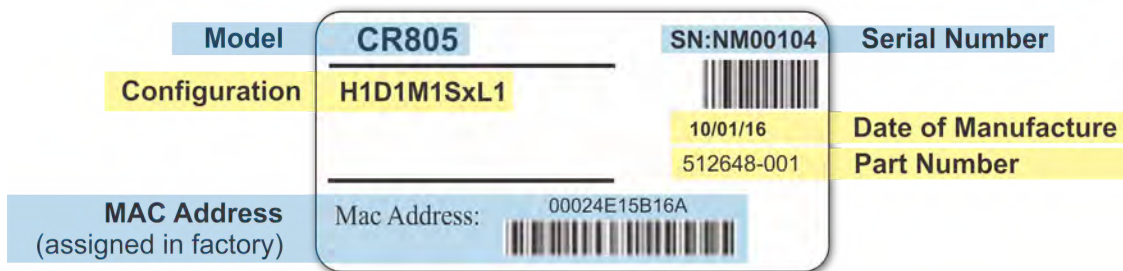 Model CR805 SN:NM00104 Serial Number
Configuration H1D1M1SxL1
10/01/16 Date of Manufacture
512648-001 Part Number
MAC Address Mac Address: 00024E15B16A
(assigned in factory)